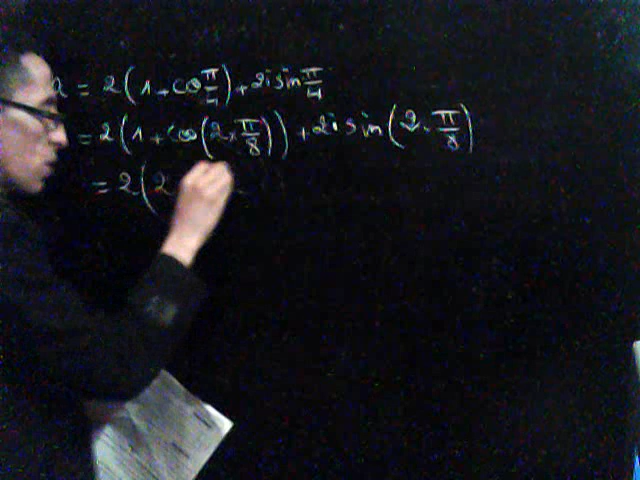 a = 2(1+cos π/4)+2i sin π/4
= 2(1+cos(2×π/8))+2i sin(2×π/8)
= 2(2